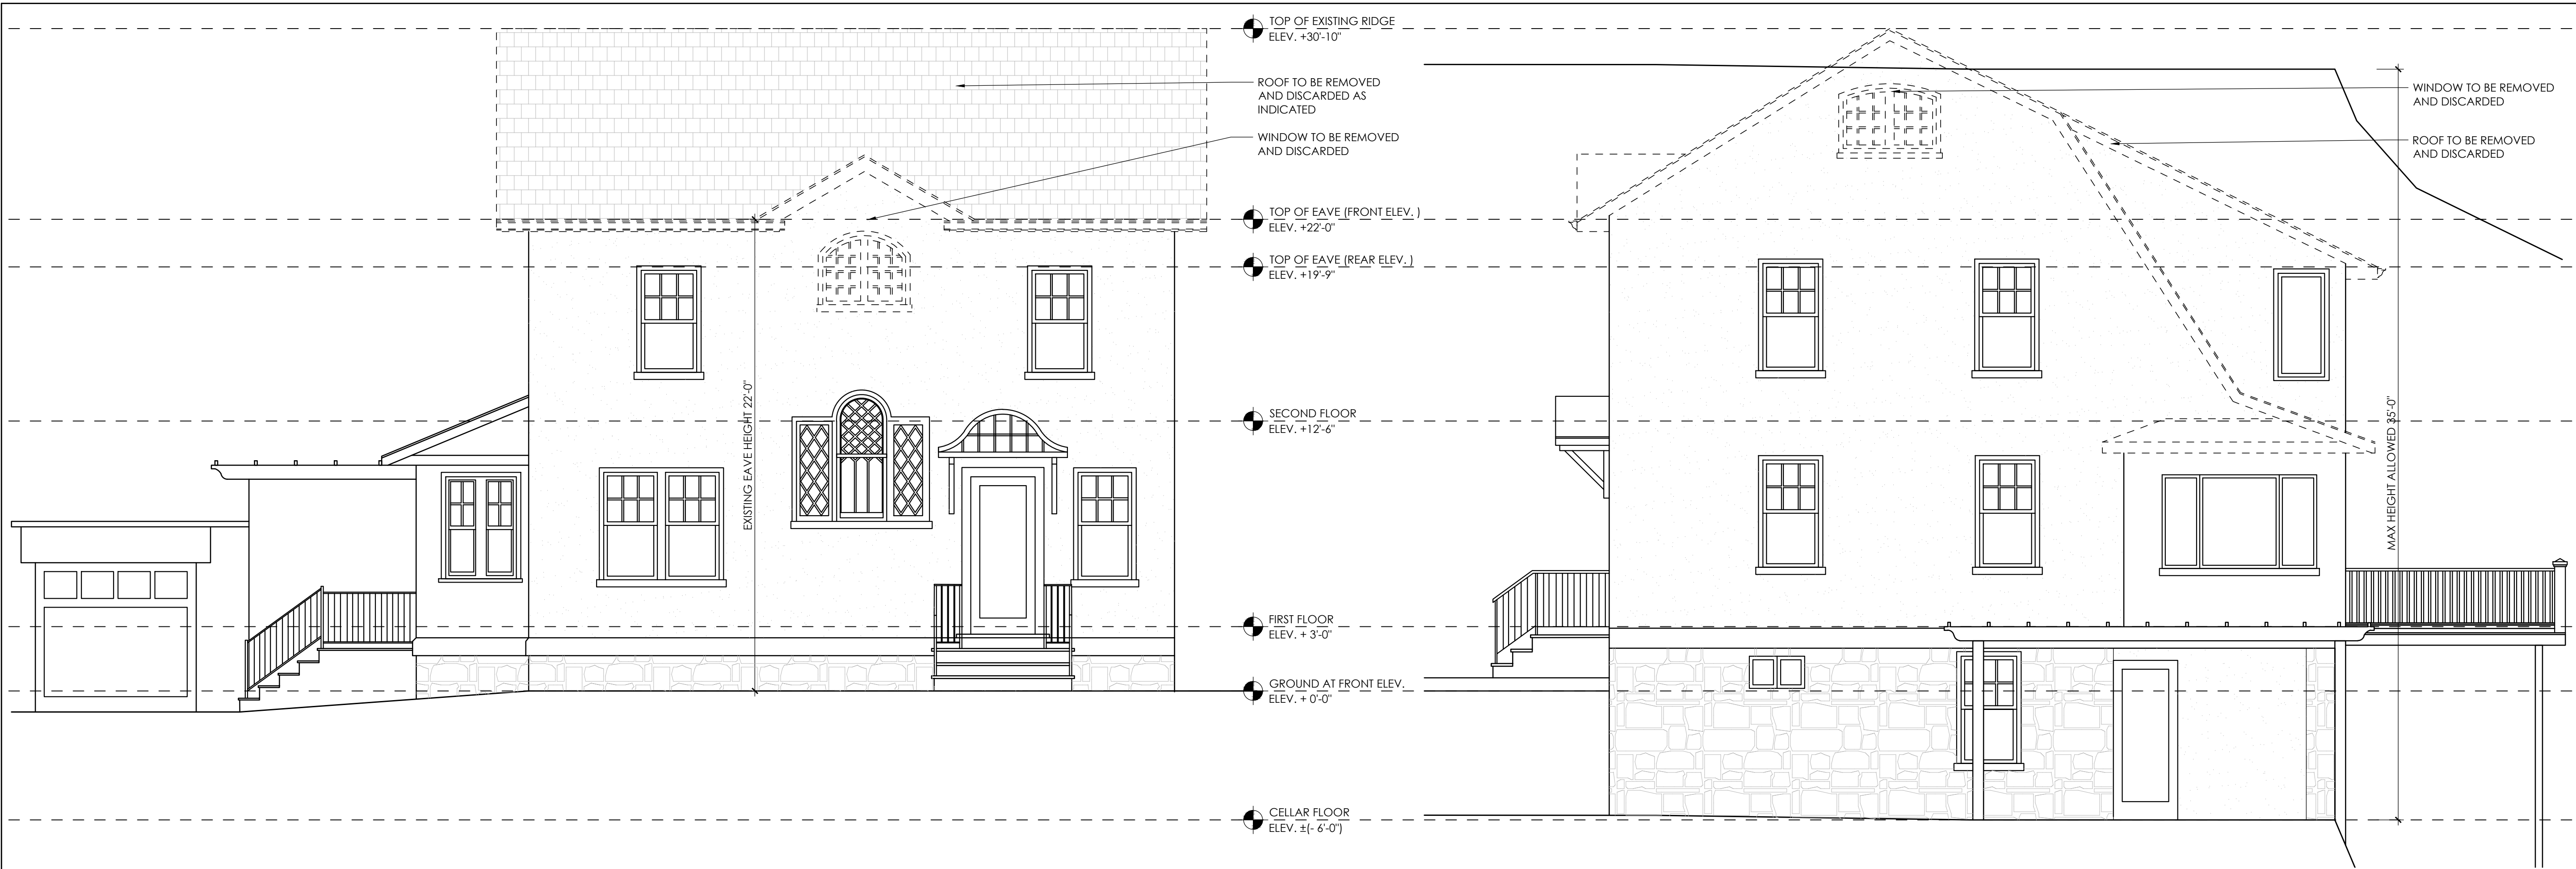 TOP OF EXISTING RIDGE
ELEV. +30'-10"
ROOF TO BE REMOVED
AND DISCARDED AS
INDICATED
WINDOW TO BE REMOVED
AND DISCARDED
TOP OF EAVE (FRONT ELEV. )
ELEV. +22'-0"
TOP OF EAVE (REAR ELEV. )
ELEV. +19'-9"
EXISTING EAVE HEIGHT 22'-0"
SECOND FLOOR
ELEV. +12'-6"
FIRST FLOOR
ELEV. + 3'-0"
GROUND AT FRONT ELEV.
ELEV. + 0'-0"
CELLAR FLOOR
ELEV. ±(- 6'-0")
WINDOW TO BE REMOVED
AND DISCARDED
ROOF TO BE REMOVED
AND DISCARDED
MAX HEIGHT ALLOWED 35'-0"